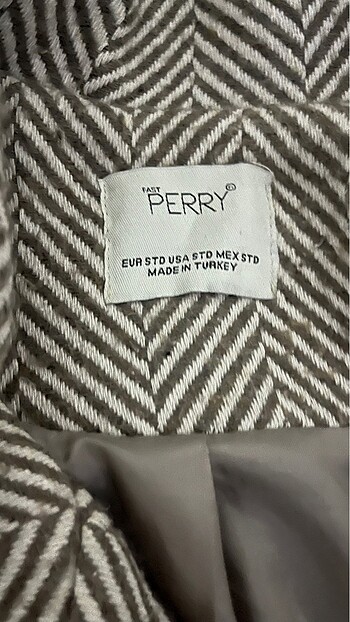 FAST
PERRY®
EUR STD USA STD MEX STD
MADE IN TURKEY